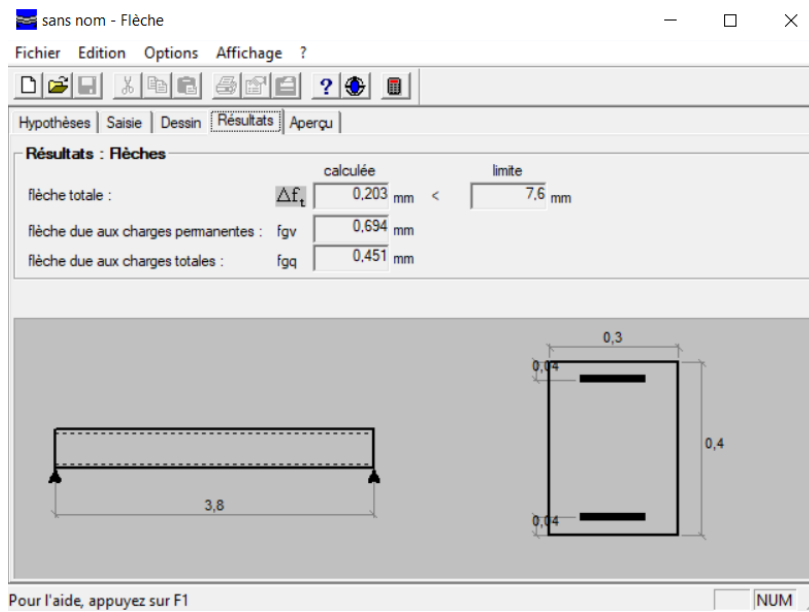 sans nom - Flèche
Fichier Edition Options Affichage ?
Hypothèses Saisie Dessin Résultats Aperçu
Résultats : Flèches
calculée limite
flèche totale : Δft 0,203 mm < 7,6 mm
flèche due aux charges permanentes : fgv 0,694 mm
flèche due aux charges totales : fgq 0,451 mm
0,3
0,04
0,4
3,8
0,04
Pour l'aide, appuyez sur F1 NUM